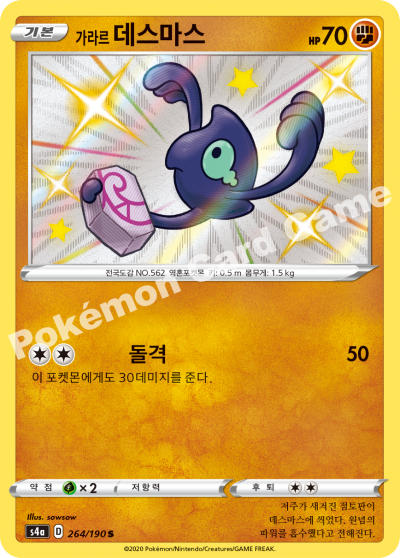 기본 가라르 데스마스 HP 70
전국도감 NO.562 영혼포켓몬 키: 0.5 m 몸무게: 1.5 kg
돌격 50
이 포켓몬에게도 30데미지를 준다.
약점 ×2 저항력 후퇴
Illus. sowsow
s4a D 264/190 S
저주가 새겨진 점토판이
데스마스에 씌었다. 원념의
파워를 흡수했다고 전해진다.
©2020 Pokémon/Nintendo/Creatures/GAME FREAK.
Pokémon Card Game